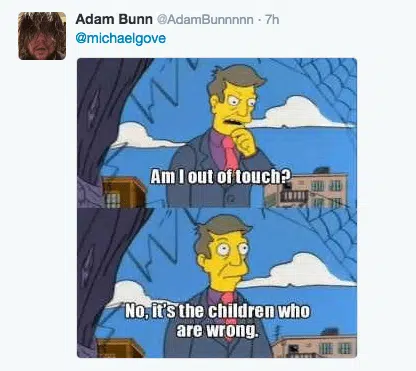 Adam Bunn @AdamBunnnnn · 7h
@michaelgove
Am I out of touch?
No, it's the children who
are wrong.